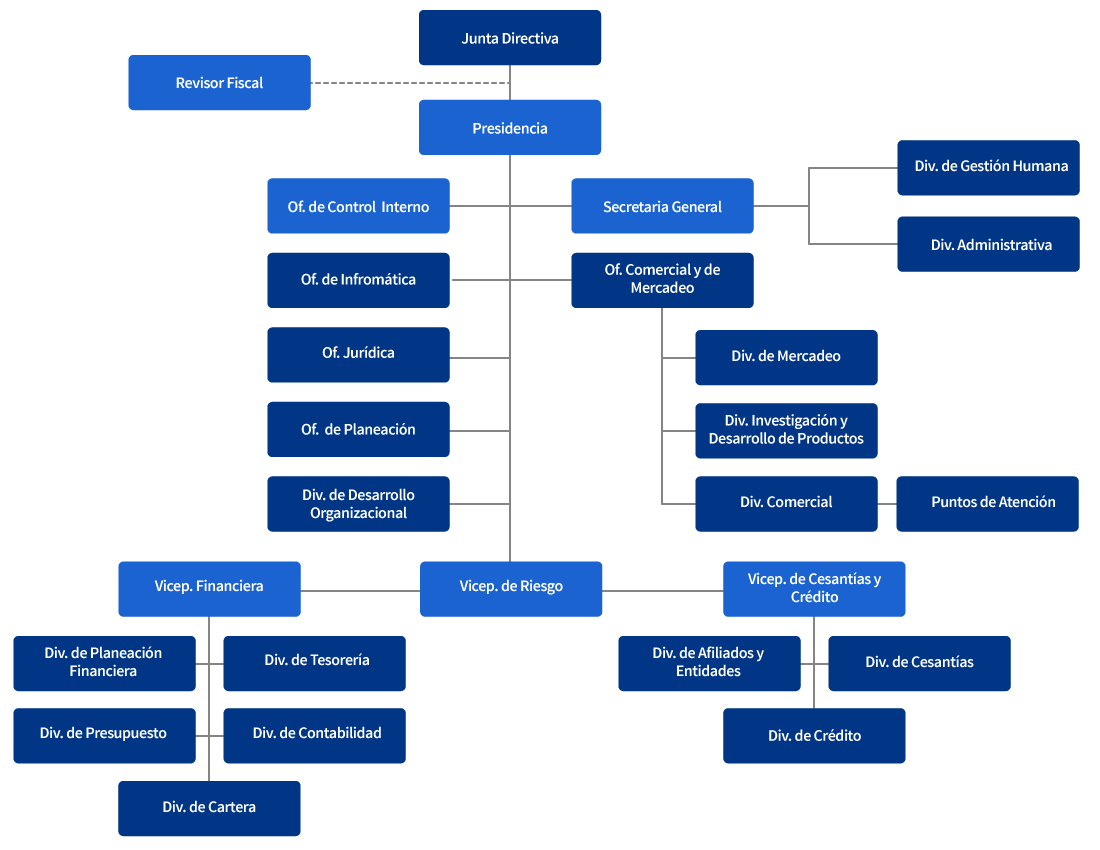 Junta Directiva
Revisor Fiscal
Presidencia
Div. de Gestión Humana
Of. de Control Interno
Secretaria General
Div. Administrativa
Of. de Infromática
Of. Comercial y de
Mercadeo
Of. Jurídica
Div. de Mercadeo
Of. de Planeación
Div. Investigación y
Desarrollo de Productos
Div. de Desarrollo
Organizacional
Div. Comercial
Puntos de Atención
Vicep. Financiera
Vicep. de Riesgo
Vicep. de Cesantías y
Crédito
Div. de Planeación
Financiera
Div. de Tesorería
Div. de Afiliados y
Entidades
Div. de Cesantías
Div. de Presupuesto
Div. de Contabilidad
Div. de Crédito
Div. de Cartera